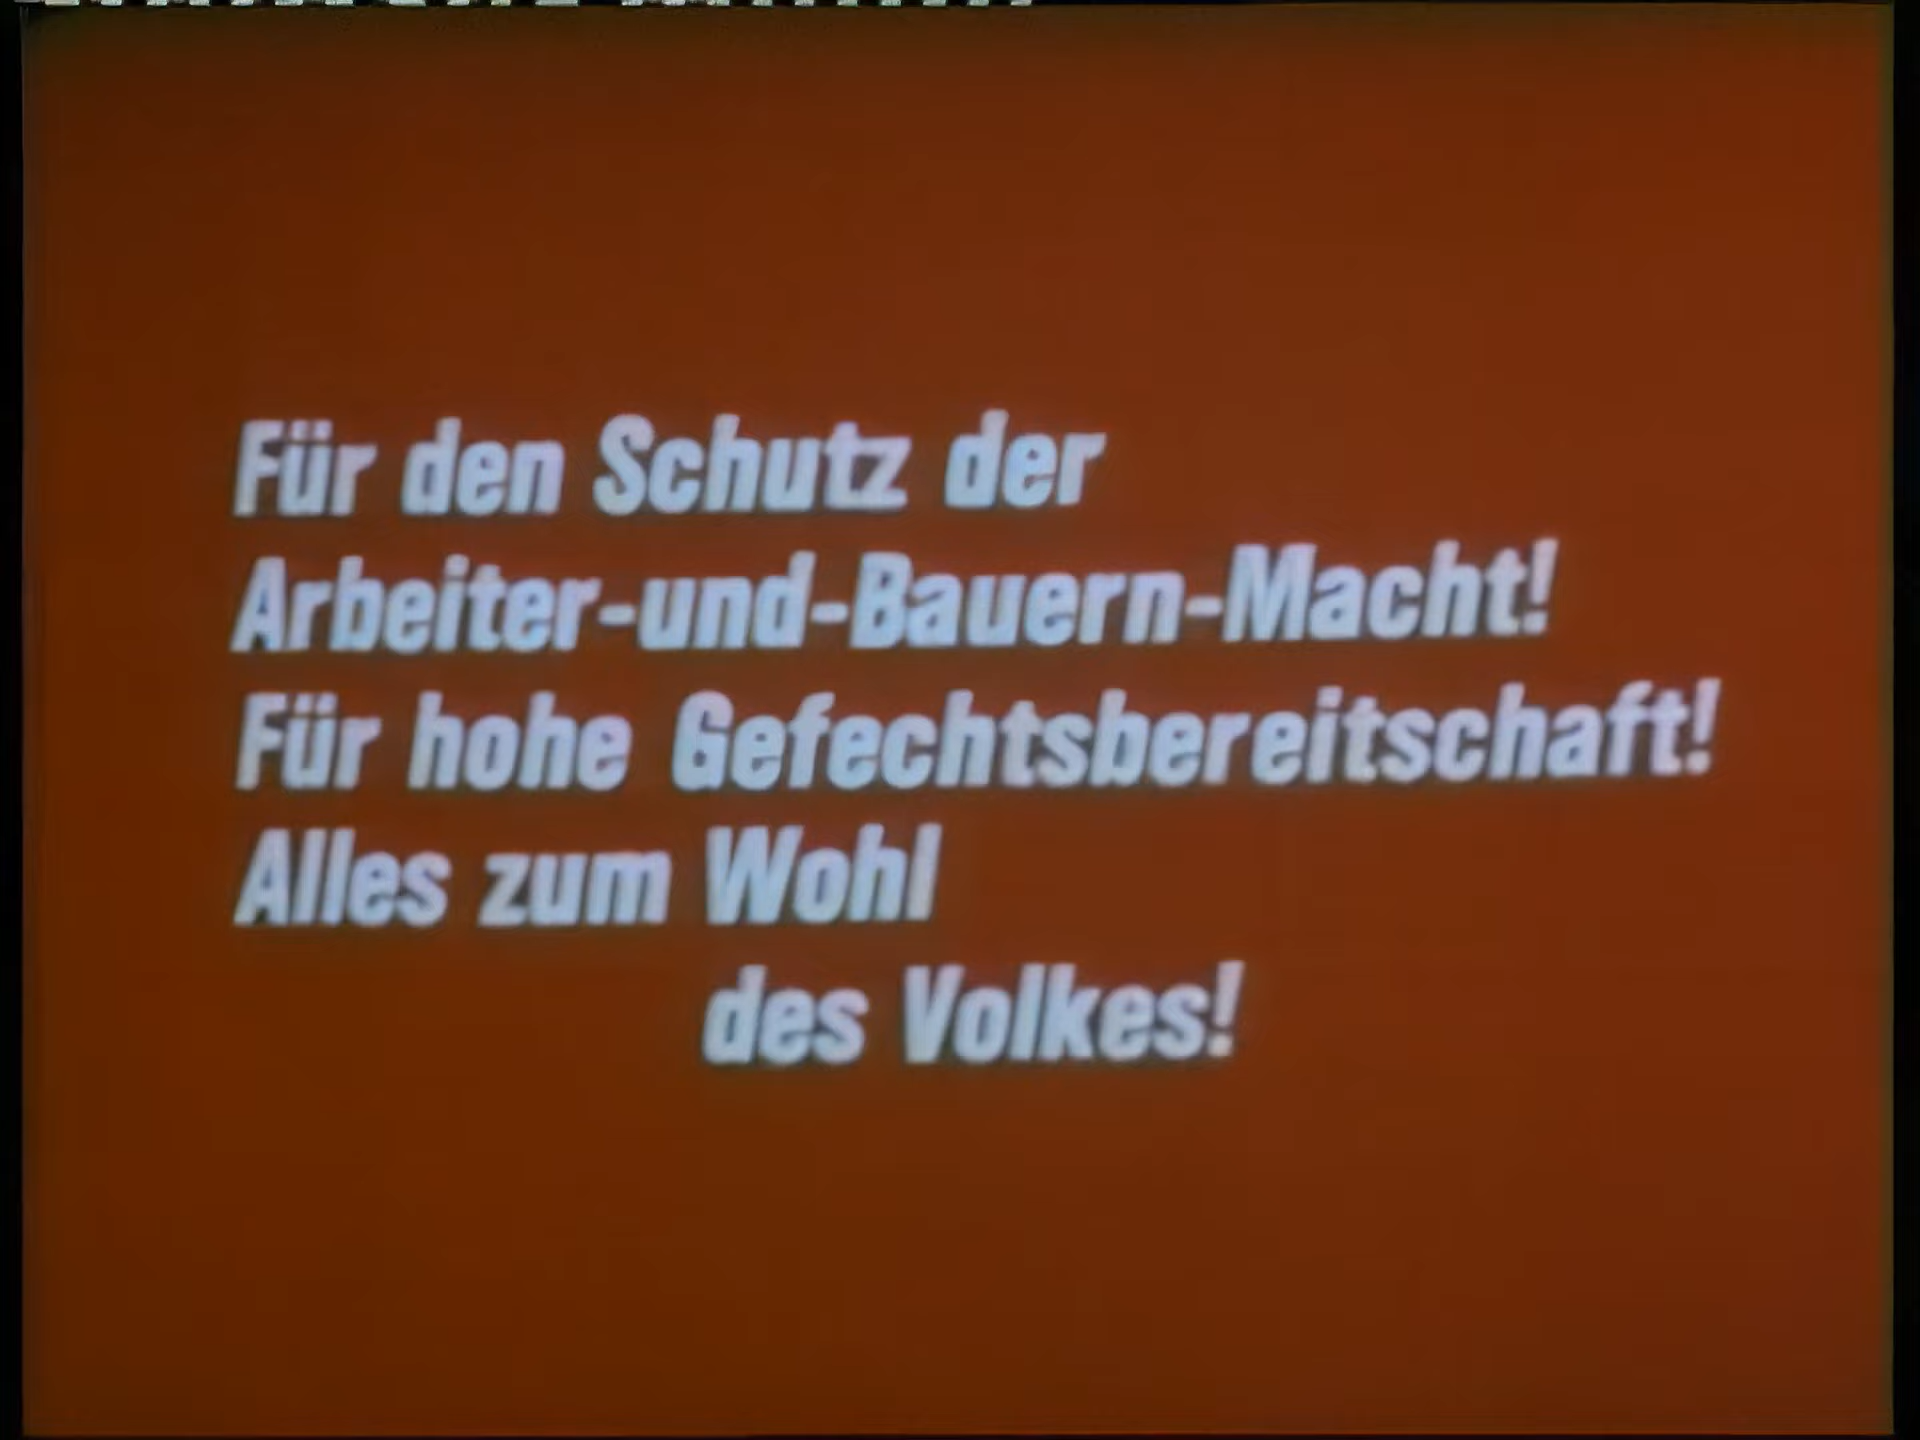 Für den Schutz der
Arbeiter-und-Bauern-Macht!
Für hohe Gefechtsbereitschaft!
Alles zum Wohl
des Volkes!